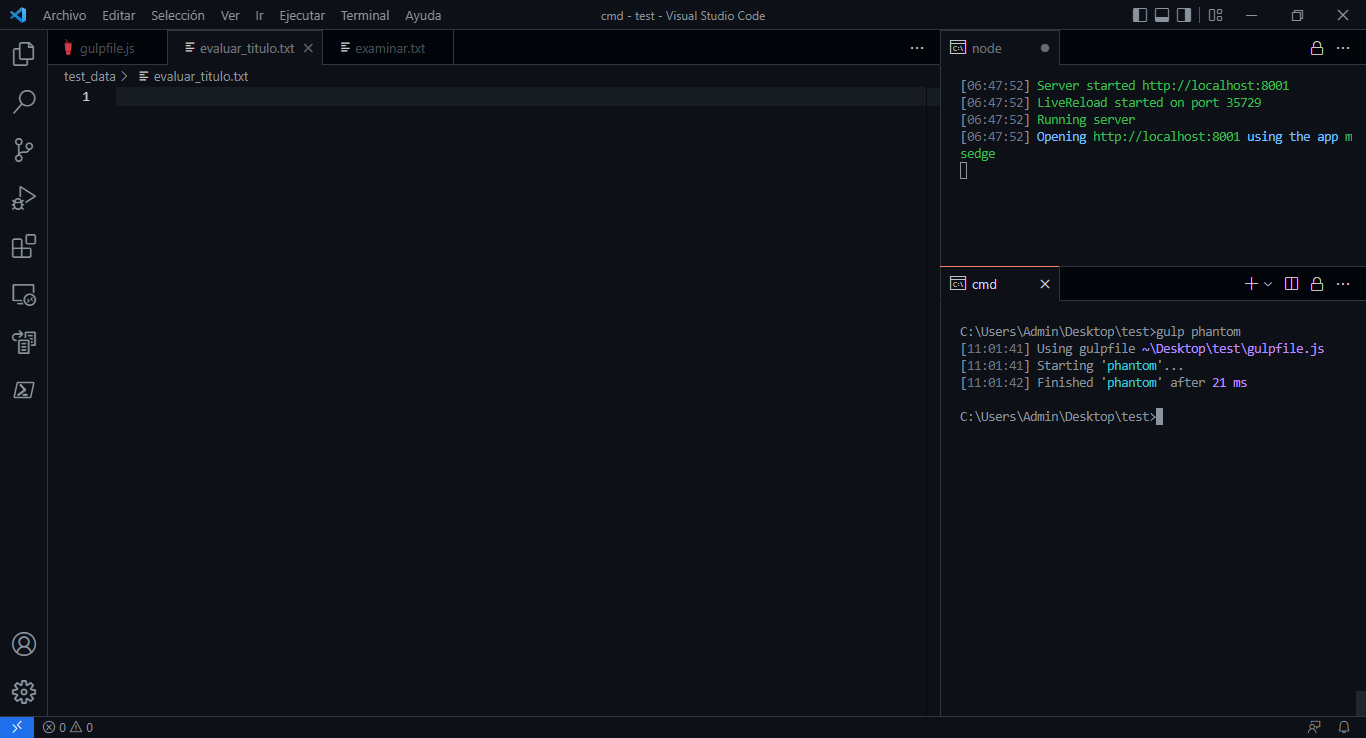 Archivo Editar Selección Ver Ir Ejecutar Terminal Ayuda cmd - test - Visual Studio Code
gulpfile.js evaluar_titulo.txt examinar.txt
test_data > evaluar_titulo.txt
1
node
[06:47:52] Server started http://localhost:8001
[06:47:52] LiveReload started on port 35729
[06:47:52] Running server
[06:47:52] Opening http://localhost:8001 using the app m
sedge
cmd
C:\Users\Admin\Desktop\test>gulp phantom
[11:01:41] Using gulpfile ~\Desktop\test\gulpfile.js
[11:01:41] Starting 'phantom'...
[11:01:42] Finished 'phantom' after 21 ms
C:\Users\Admin\Desktop\test>
0 0